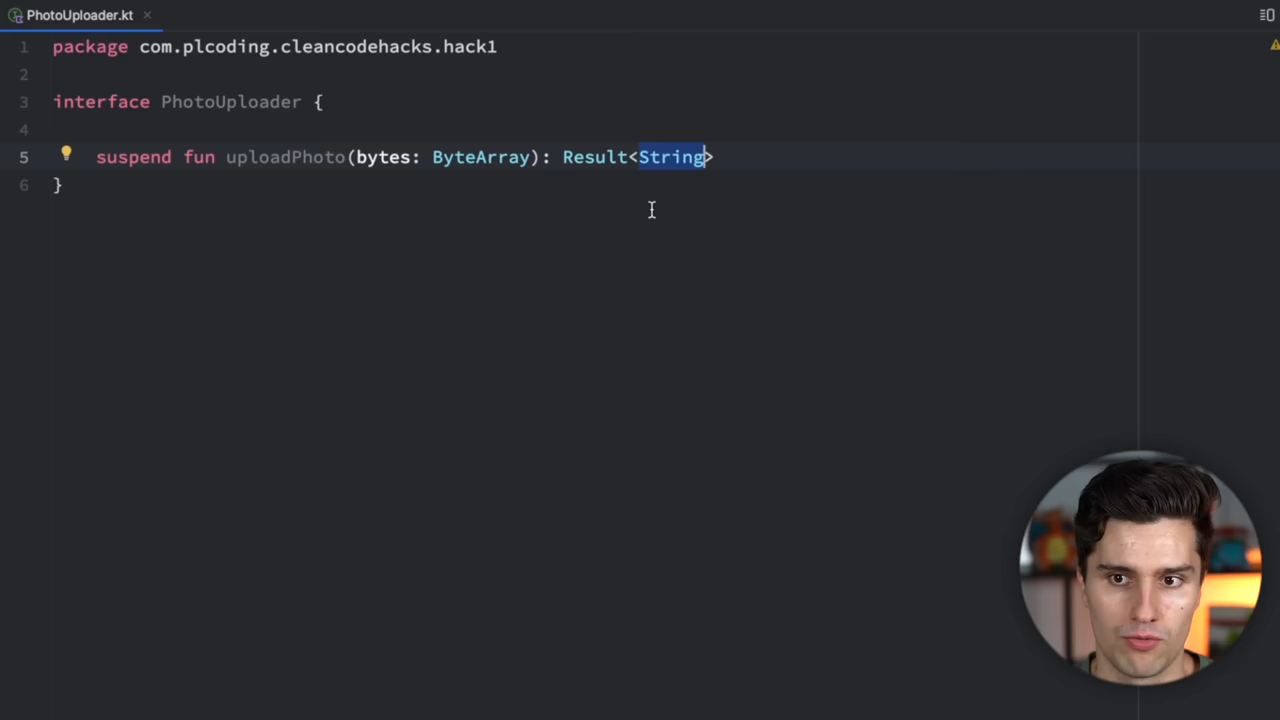 PhotoUploader.kt
1 package com.plcoding.cleancodehacks.hack1
2
3 interface PhotoUploader {
4
5 suspend fun uploadPhoto(bytes: ByteArray): Result<String>
6 }